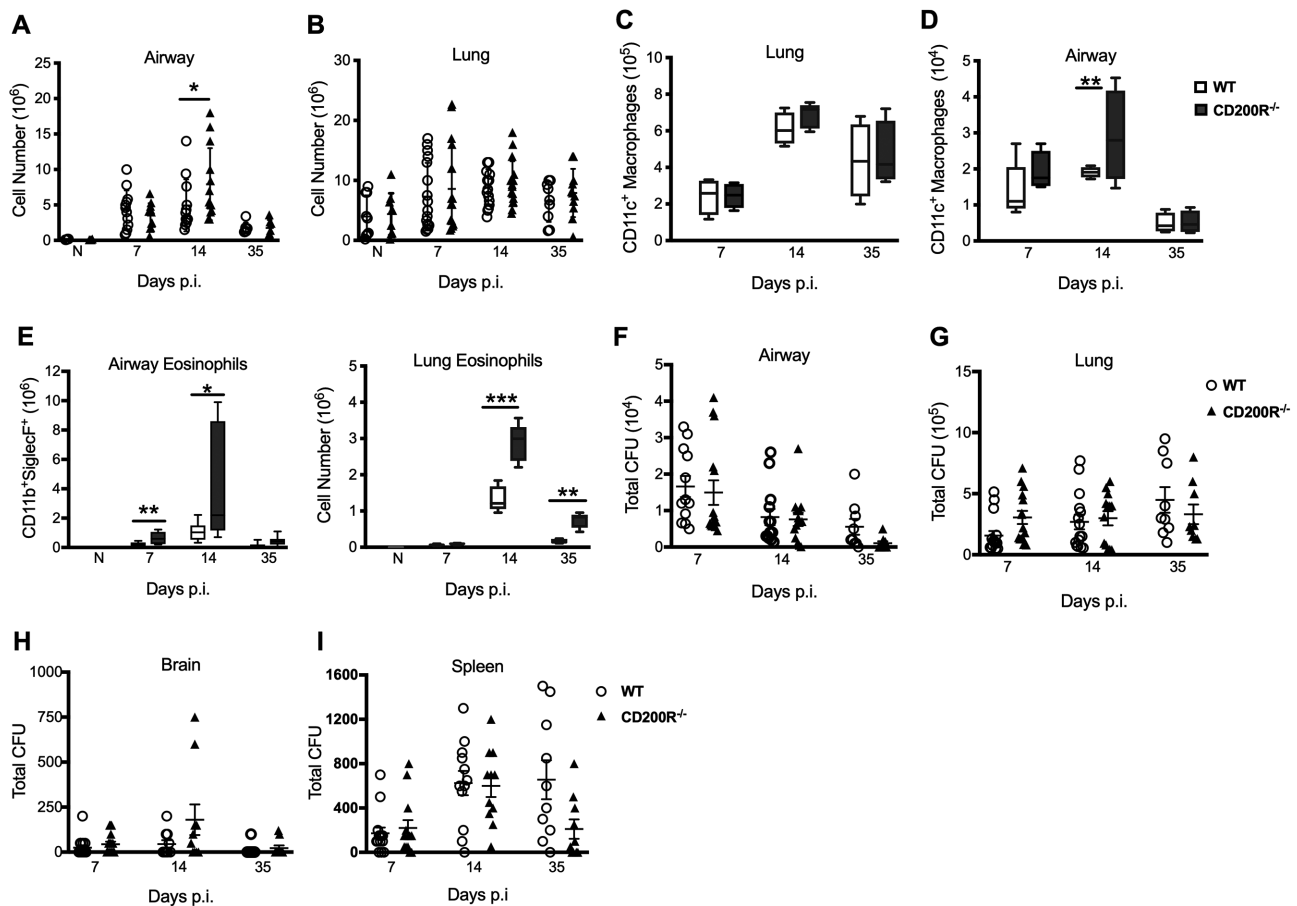 A
Airway
Cell Number (10⁶)
25
20
15
10
5
0
*
N
7
14
35
Days p.i.
B
Lung
Cell Number (10⁶)
30
20
10
0
N
7
14
35
Days p.i.
C
Lung
CD11c⁺ Macrophages (10⁵)
10
8
6
4
2
0
7
14
35
Days p.i.
D
Airway
CD11c⁺ Macrophages (10⁴)
5
4
3
2
1
0
**
7
14
35
Days p.i.
WT
CD200R⁻/⁻
E
Airway Eosinophils
CD11b⁺SiglecF⁺ (10⁶)
12
10
8
6
4
2
0
**
*
N
7
14
35
Days p.i.
Lung Eosinophils
Cell Number (10⁶)
5
4
3
2
1
0
***
**
N
7
14
35
Days p.i.
F
Airway
Total CFU (10⁴)
5
4
3
2
1
0
7
14
35
Days p.i.
G
Lung
Total CFU (10⁵)
15
10
5
0
7
14
35
Days p.i.
WT
CD200R⁻/⁻
H
Brain
Total CFU
1000
750
500
250
0
7
14
35
Days p.i.
I
Spleen
Total CFU
1600
1200
800
400
0
7
14
35
Days p.i
WT
CD200R⁻/⁻